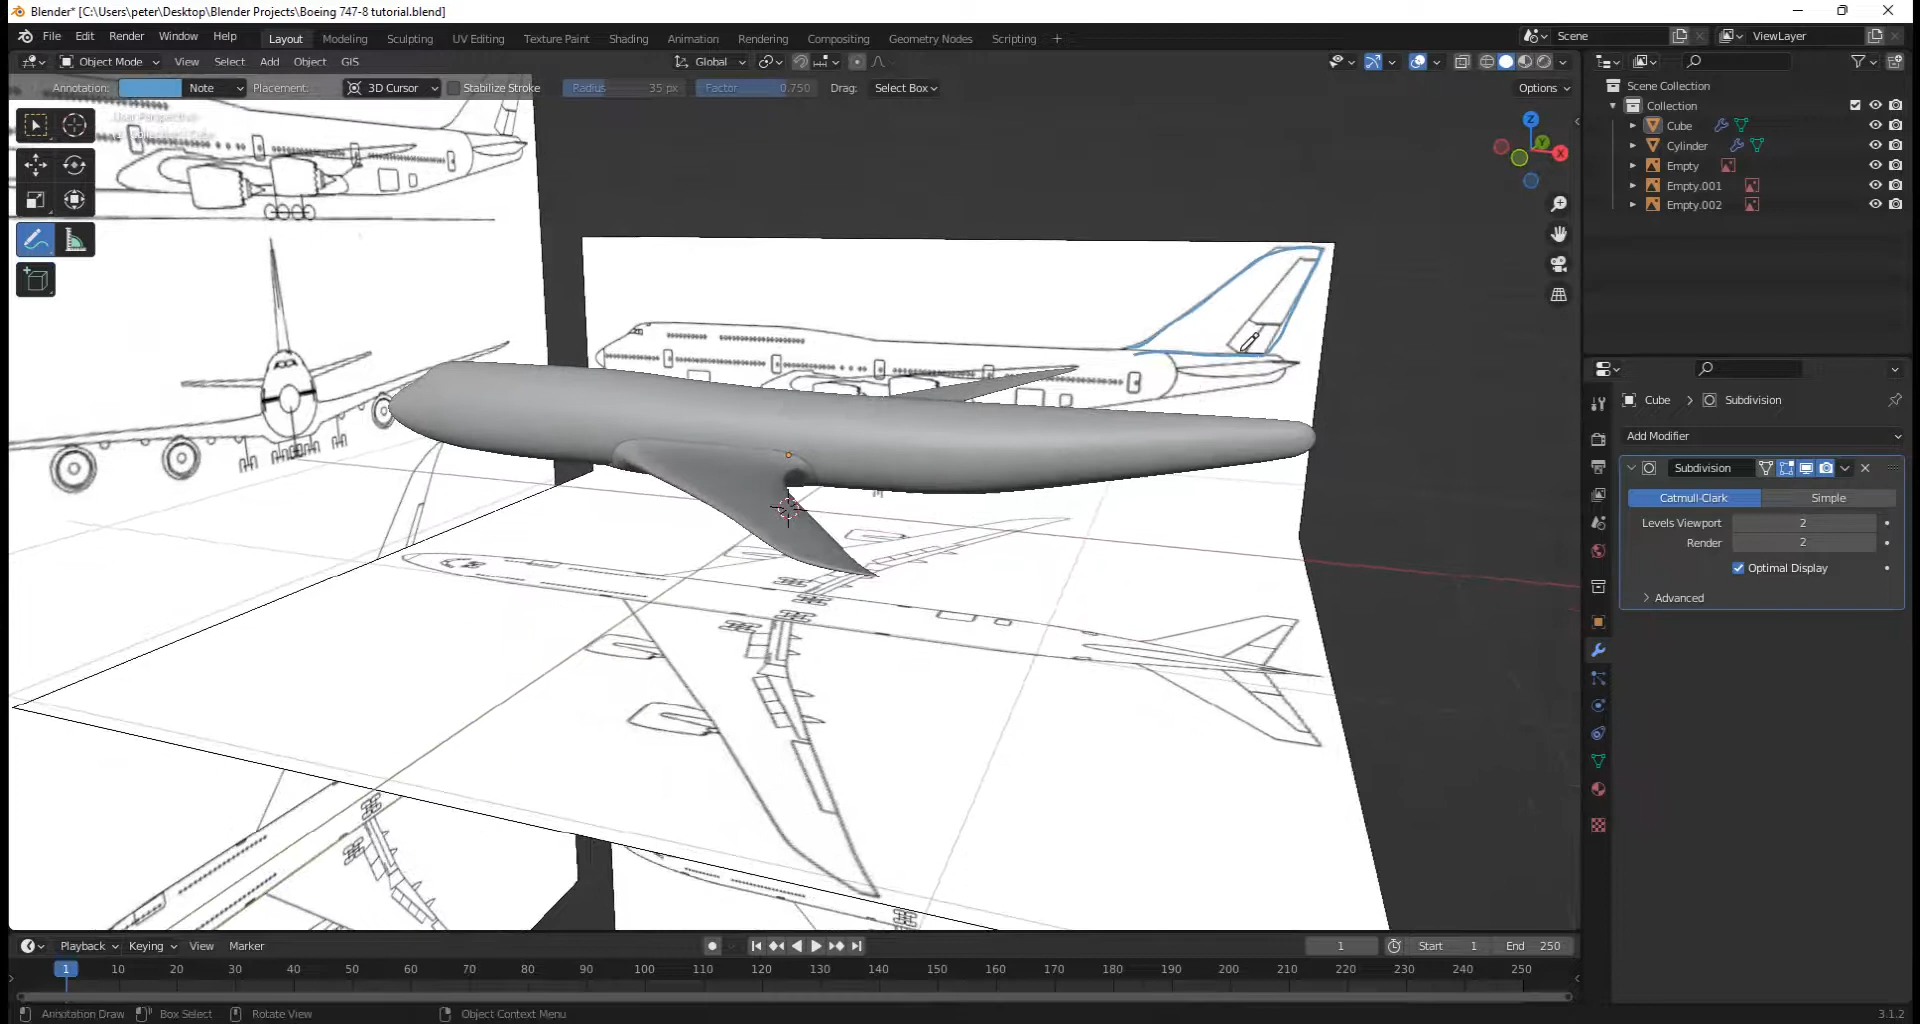 Blender* [C:\Users\peter\Desktop\Blender Projects\Boeing 747-8 tutorial.blend]
File Edit Render Window Help Layout Modeling Sculpting UV Editing Texture Paint Shading Animation Rendering Compositing Geometry Nodes Scripting + Scene ViewLayer
Object Mode View Select Add Object GIS Global
Annotation: Note Placement: 3D Cursor Stabilize Stroke Radius 35 px Factor 0.750 Drag: Select Box Options
User Perspective
Z
Y
X
Scene Collection
Collection
Cube
Cylinder
Empty
Empty.001
Empty.002
Cube > Subdivision
Add Modifier
Subdivision
Catmull-Clark Simple
Levels Viewport 2
Render 2
Optimal Display
Advanced
Playback Keying View Marker 1 Start 1 End 250
1 10 20 30 40 50 60 70 80 90 100 110 120 130 140 150 160 170 180 190 200 210 220 230 240 250
Annotation Draw Box Select Rotate View Object Context Menu 3.1.2